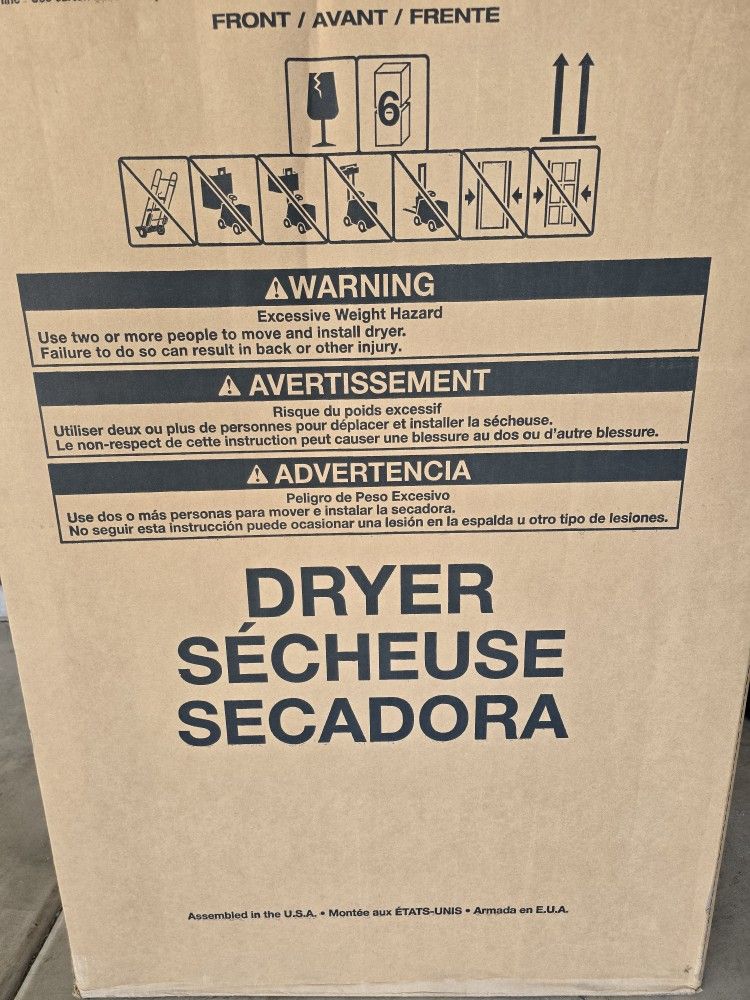 FRONT / AVANT / FRENTE
6
WARNING
Excessive Weight Hazard
Use two or more people to move and install dryer.
Failure to do so can result in back or other injury.
AVERTISSEMENT
Risque du poids excessif
Utiliser deux ou plus de personnes pour déplacer et installer la sécheuse.
Le non-respect de cette instruction peut causer une blessure au dos ou d'autre blessure.
ADVERTENCIA
Peligro de Peso Excesivo
Use dos o más personas para mover e instalar la secadora.
No seguir esta instrucción puede ocasionar una lesión en la espalda u otro tipo de lesiones.
DRYER
SÉCHEUSE
SECADORA
Assembled in the U.S.A. • Montée aux ÉTATS-UNIS • Armada en E.U.A.